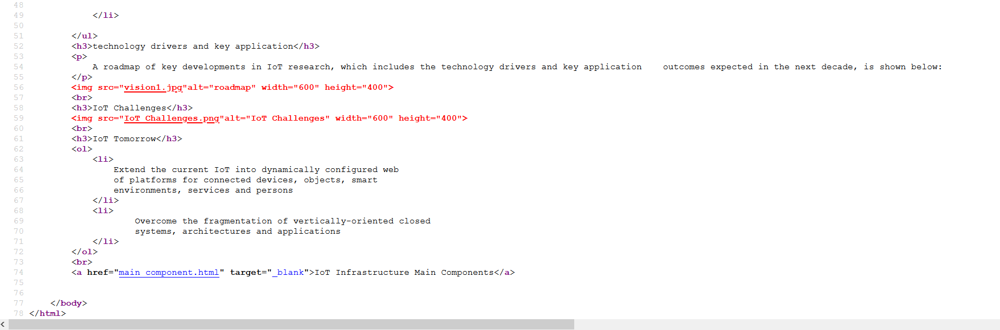 48
49 </li>
50
51 </ul>
52 <h3>technology drivers and key application</h3>
53 <p>
54 A roadmap of key developments in IoT research, which includes the technology drivers and key application    outcomes expected in the next decade, is shown below:
55 </p>
56 <img src="vision1.jpg"alt="roadmap" width="600" height="400">
57 <br>
58 <h3>IoT Challenges</h3>
59 <img src="IoT Challenges.png"alt="IoT Challenges" width="600" height="400">
60 <br>
61 <h3>IoT Tomorrow</h3>
62 <ol>
63 <li>
64 Extend the current IoT into dynamically configured web
65 of platforms for connected devices, objects, smart
66 environments, services and persons
67 </li>
68 <li>
69 Overcome the fragmentation of vertically-oriented closed
70 systems, architectures and applications
71 </li>
72 </ol>
73 <br>
74 <a href="main component.html" target="_blank">IoT Infrastructure Main Components</a>
75
76
77 </body>
78 </html>